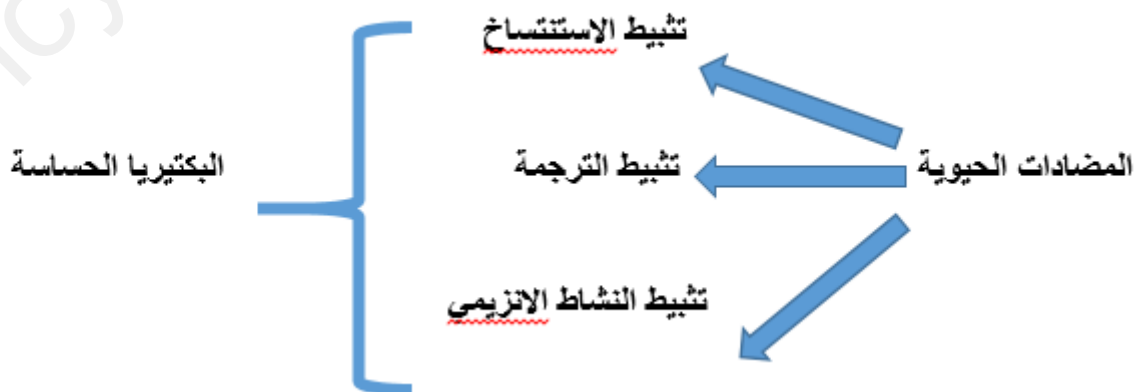 تثبيط الاستنتساخ
المضادات الحيوية
تثبيط الترجمة
البكتيريا الحساسة
تثبيط النشاط الانزيمي